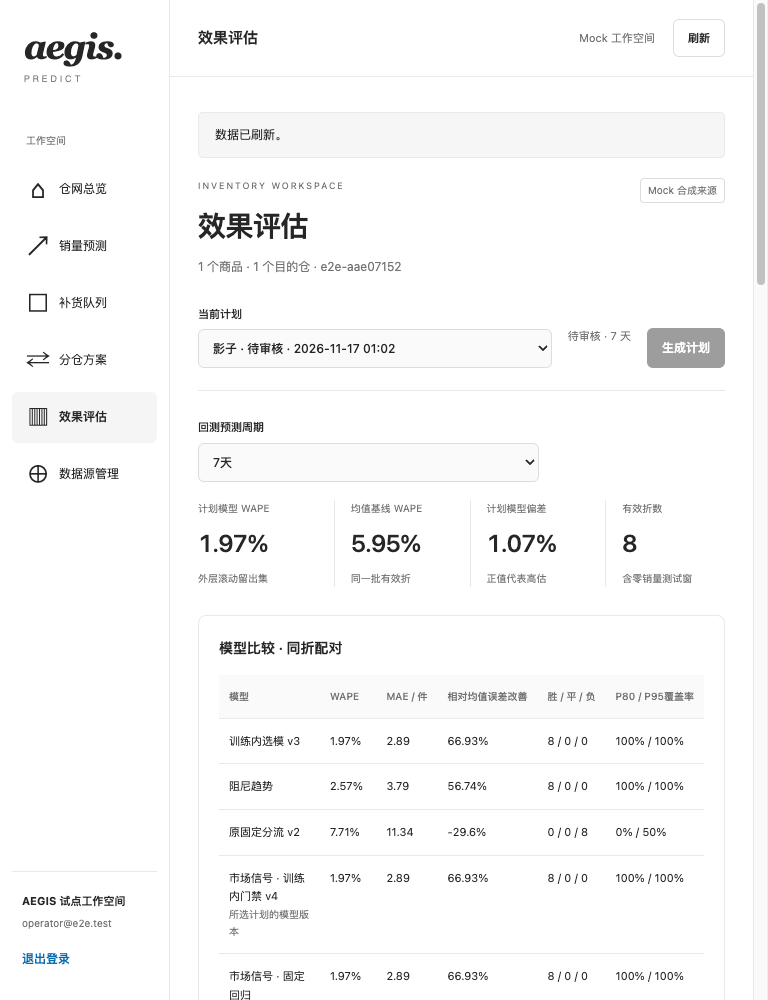 aegis.
PREDICT
工作空间
仓网总览
销量预测
补货队列
分仓方案
效果评估
数据源管理
AEGIS 试点工作空间
operator@e2e.test
退出登录
效果评估
Mock 工作空间
刷新
数据已刷新。
INVENTORY WORKSPACE
Mock 合成来源
效果评估
1 个商品 · 1 个目的仓 · e2e-aae07152
当前计划
影子 · 待审核 · 2026-11-17 01:02
待审核 · 7 天
生成计划
回测预测周期
7天
计划模型 WAPE
1.97%
外层滚动留出集
均值基线 WAPE
5.95%
同一批有效折
计划模型偏差
1.07%
正值代表高估
有效折数
8
含零销量测试窗
模型比较 · 同折配对
模型 WAPE MAE / 件 相对均值误差改善 胜 / 平 / 负 P80 / P95覆盖率
训练内选模 v3 1.97% 2.89 66.93% 8 / 0 / 0 100% / 100%
阻尼趋势 2.57% 3.79 56.74% 8 / 0 / 0 100% / 100%
原固定分流 v2 7.71% 11.34 -29.6% 0 / 0 / 8 0% / 50%
市场信号 · 训练 1.97% 2.89 66.93% 8 / 0 / 0 100% / 100%
内门禁 v4
所选计划的模型版
本
市场信号 · 固定 1.97% 2.89 66.93% 8 / 0 / 0 100% / 100%
回归